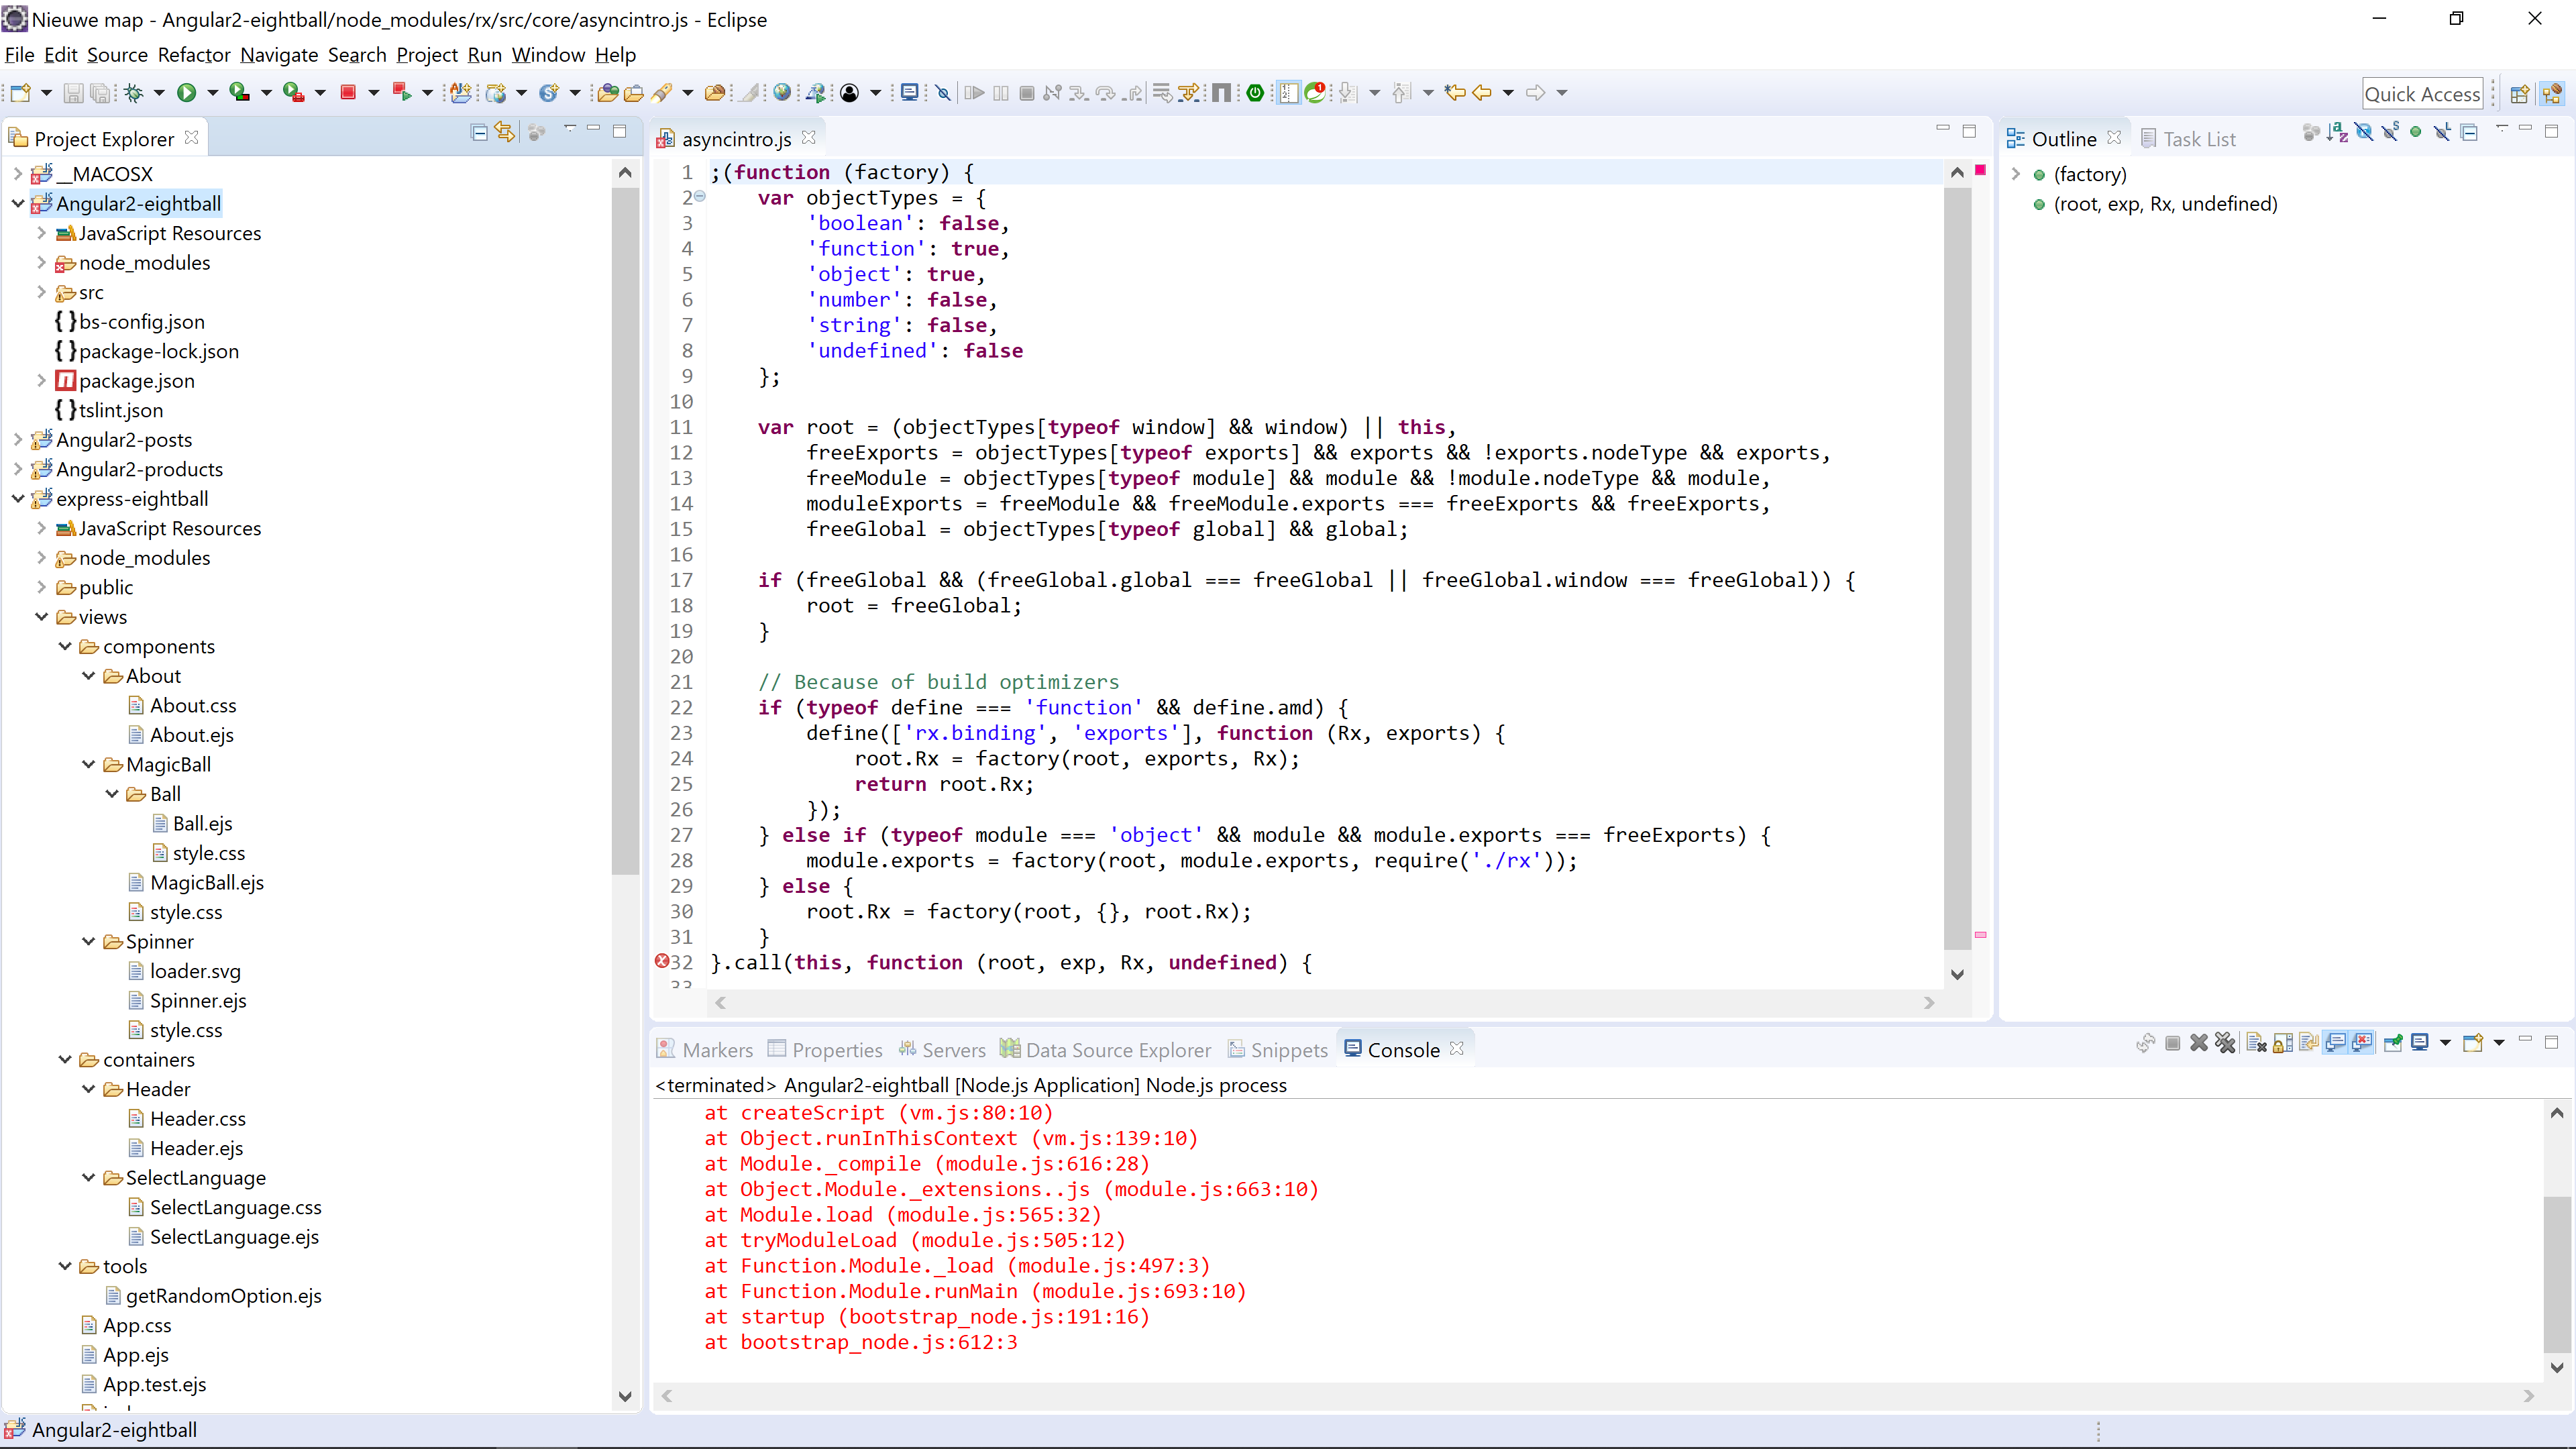 Nieuwe map - Angular2-eightball/node_modules/rx/src/core/asyncintro.js - Eclipse
File Edit Source Refactor Navigate Search Project Run Window Help
Quick Access
Project Explorer
__MACOSX
Angular2-eightball
JavaScript Resources
node_modules
src
{ } bs-config.json
{ } package-lock.json
package.json
{ } tslint.json
Angular2-posts
Angular2-products
express-eightball
JavaScript Resources
node_modules
public
views
components
About
About.css
About.ejs
MagicBall
Ball
Ball.ejs
style.css
MagicBall.ejs
style.css
Spinner
loader.svg
Spinner.ejs
style.css
containers
Header
Header.css
Header.ejs
SelectLanguage
SelectLanguage.css
SelectLanguage.ejs
tools
getRandomOption.ejs
App.css
App.ejs
App.test.ejs
asyncintro.js
1 ;(function (factory) {
2 var objectTypes = {
3 'boolean': false,
4 'function': true,
5 'object': true,
6 'number': false,
7 'string': false,
8 'undefined': false
9 };
10
11 var root = (objectTypes[typeof window] && window) || this,
12 freeExports = objectTypes[typeof exports] && exports && !exports.nodeType && exports,
13 freeModule = objectTypes[typeof module] && module && !module.nodeType && module,
14 moduleExports = freeModule && freeModule.exports === freeExports && freeExports,
15 freeGlobal = objectTypes[typeof global] && global;
16
17 if (freeGlobal && (freeGlobal.global === freeGlobal || freeGlobal.window === freeGlobal)) {
18 root = freeGlobal;
19 }
20
21 // Because of build optimizers
22 if (typeof define === 'function' && define.amd) {
23 define(['rx.binding', 'exports'], function (Rx, exports) {
24 root.Rx = factory(root, exports, Rx);
25 return root.Rx;
26 });
27 } else if (typeof module === 'object' && module && module.exports === freeExports) {
28 module.exports = factory(root, module.exports, require('./rx'));
29 } else {
30 root.Rx = factory(root, {}, root.Rx);
31 }
32 }.call(this, function (root, exp, Rx, undefined) {
33
Outline Task List
(factory)
(root, exp, Rx, undefined)
Markers Properties Servers Data Source Explorer Snippets Console
<terminated> Angular2-eightball [Node.js Application] Node.js process
at createScript (vm.js:80:10)
at Object.runInThisContext (vm.js:139:10)
at Module._compile (module.js:616:28)
at Object.Module._extensions..js (module.js:663:10)
at Module.load (module.js:565:32)
at tryModuleLoad (module.js:505:12)
at Function.Module._load (module.js:497:3)
at Function.Module.runMain (module.js:693:10)
at startup (bootstrap_node.js:191:16)
at bootstrap_node.js:612:3
Angular2-eightball